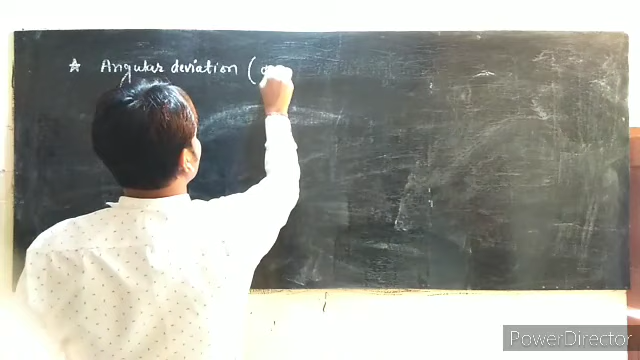 ☆ Angular deviation (
PowerDirector